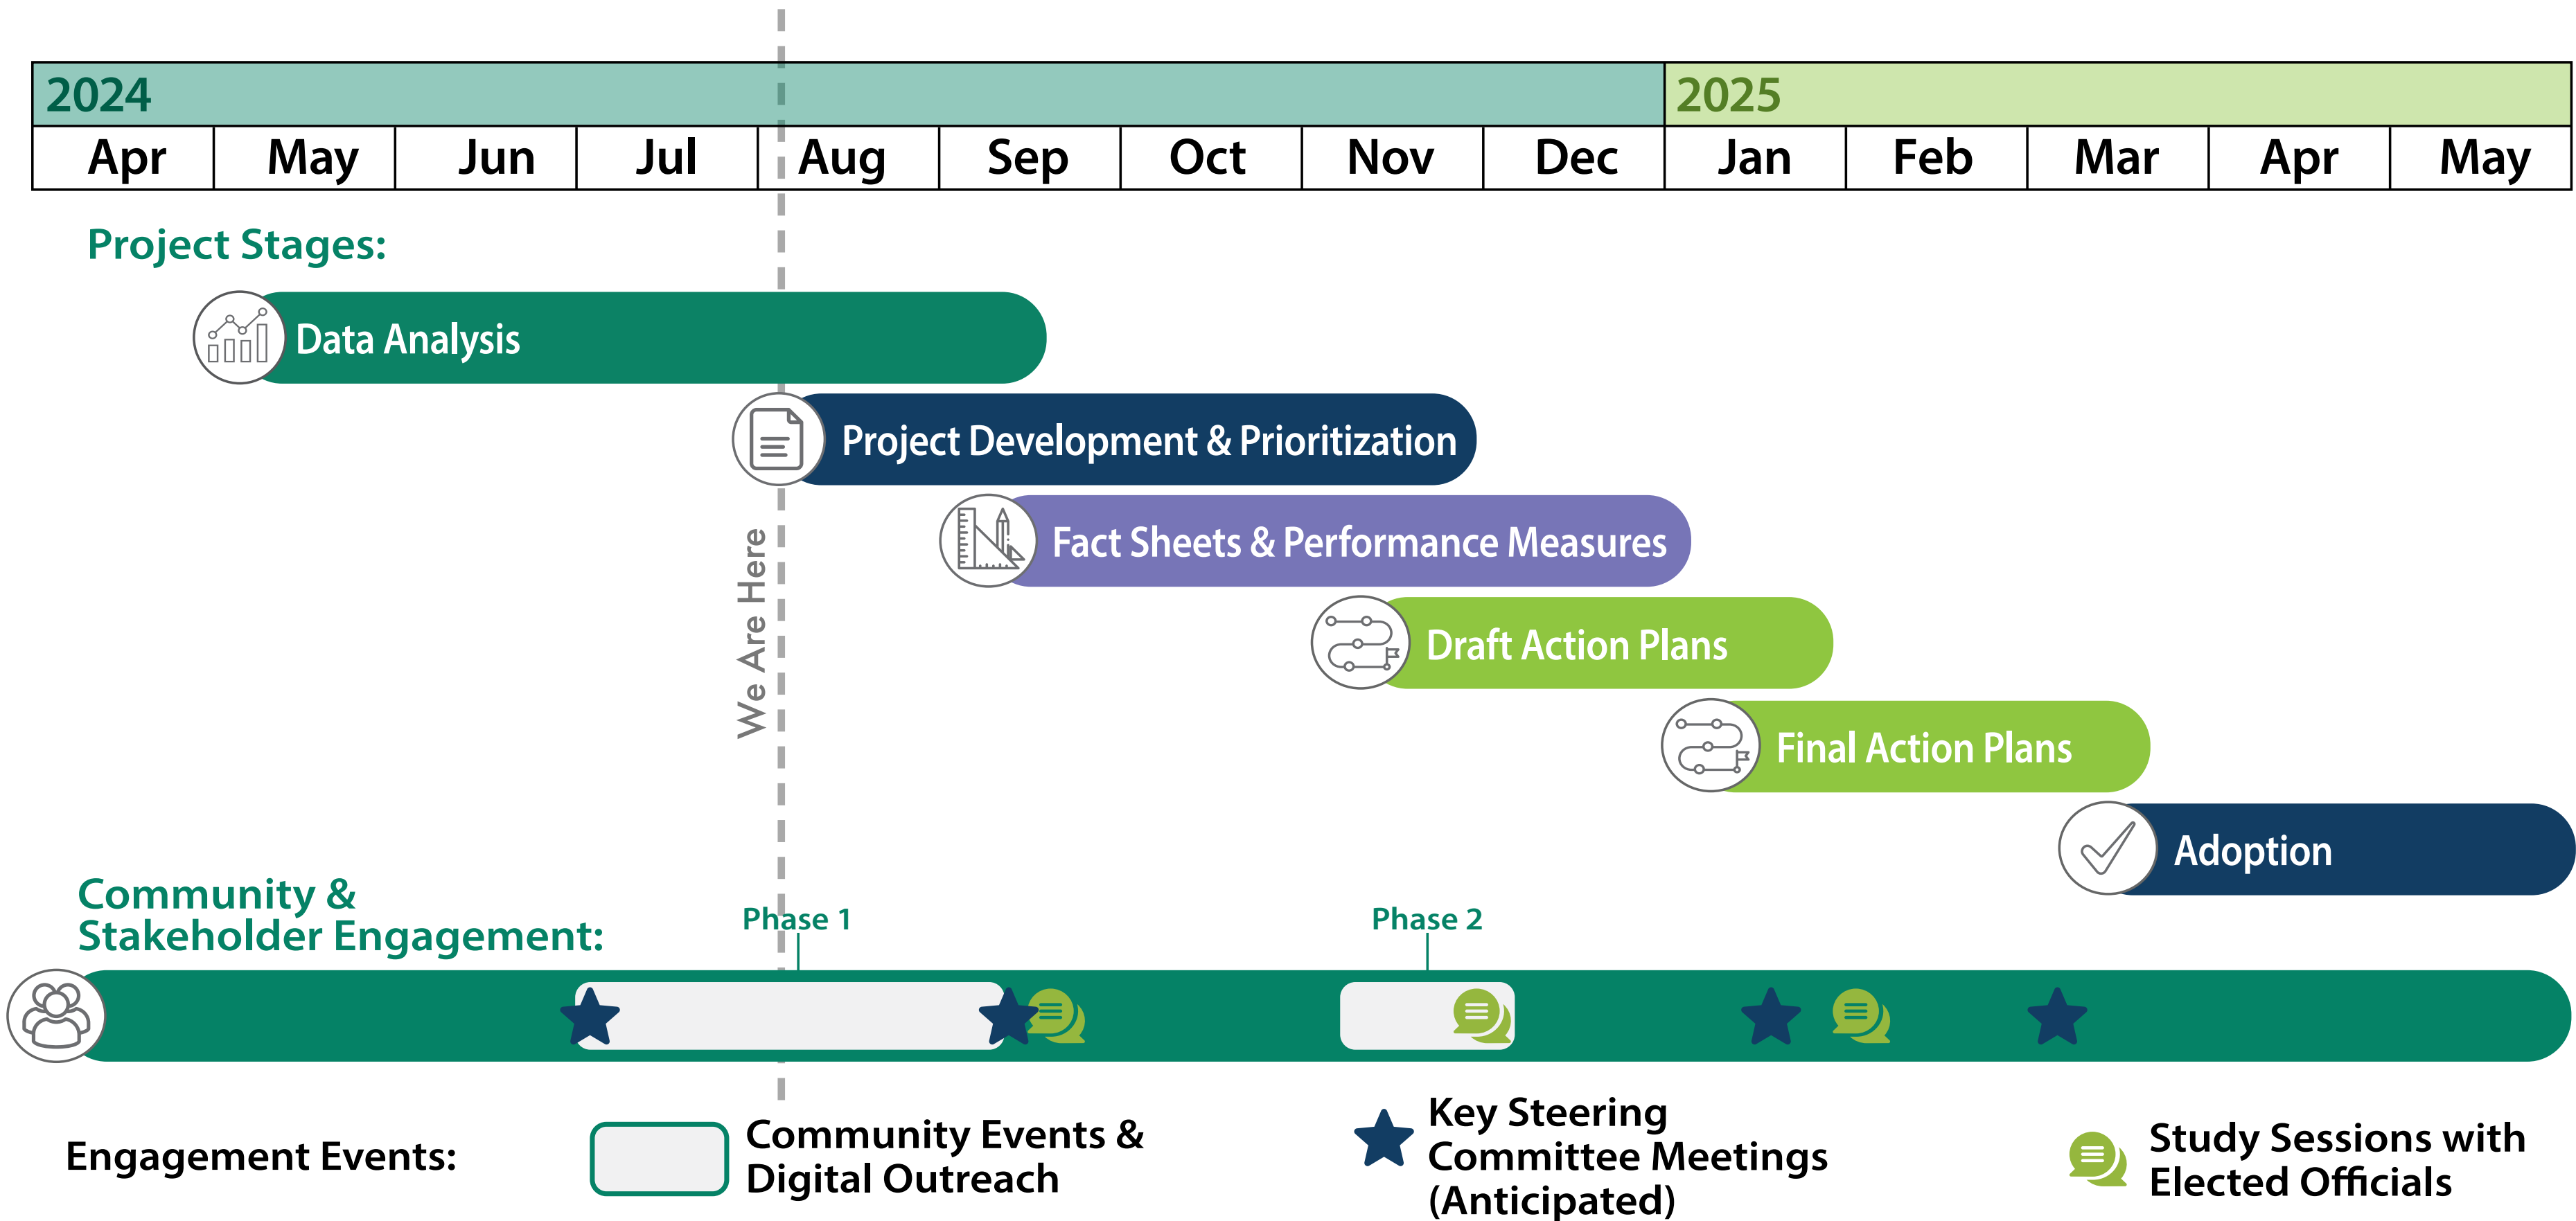 2024 2025
Apr May Jun Jul Aug Sep Oct Nov Dec Jan Feb Mar Apr May
Project Stages:
Data Analysis
Project Development & Prioritization
Fact Sheets & Performance Measures
We Are Here
Draft Action Plans
Final Action Plans
Adoption
Community &
Stakeholder Engagement:
Phase 1
Phase 2
Engagement Events:
Community Events &
Digital Outreach
Key Steering
Committee Meetings
(Anticipated)
Study Sessions with
Elected Officials